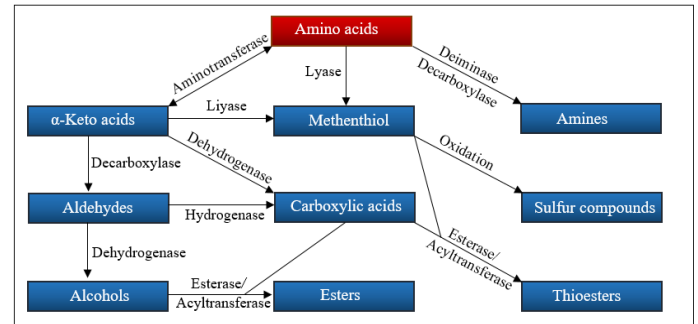 Amino acids
Aminotransferase
Lyase
Deiminase
Decarboxylase
α-Keto acids
Liyase
Methenthiol
Amines
Decarboxylase
Dehydrogenase
Oxidation
Aldehydes
Hydrogenase
Carboxylic acids
Sulfur compounds
Dehydrogenase
Esterase/
Acyltransferase
Alcohols
Esterase/
Acyltransferase
Esters
Thioesters